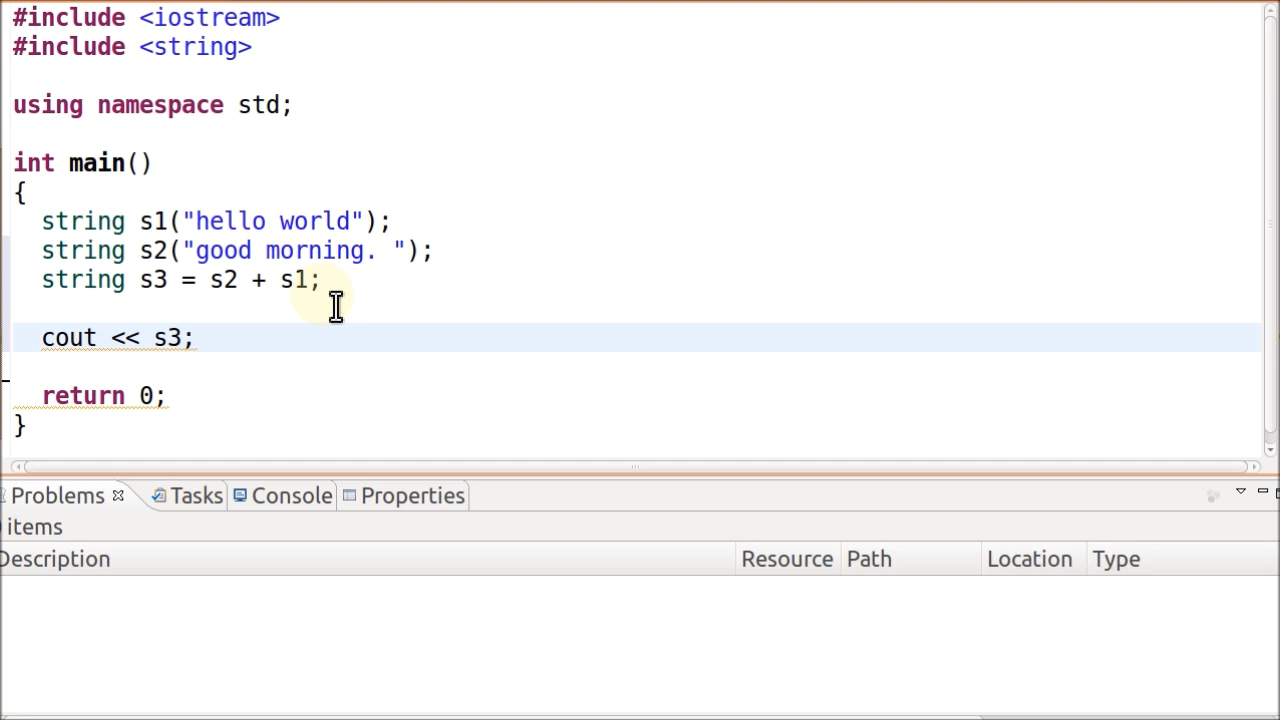 #include <iostream>
#include <string>
using namespace std;
int main()
{
string s1("hello world");
string s2("good morning. ");
string s3 = s2 + s1;
cout << s3;
return 0;
}
Problems Tasks Console Properties
items
Description Resource Path Location Type